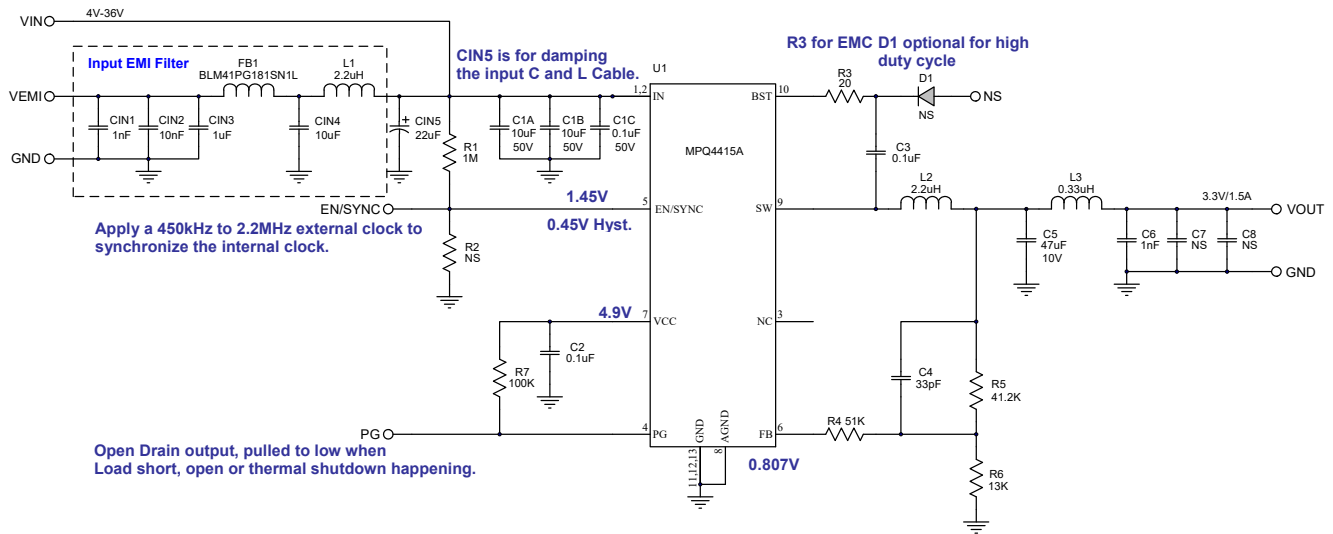 VIN
4V-36V
Input EMI Filter
FB1
BLM41PG181SN1L
L1
2.2uH
VEMI
CIN1
1nF
CIN2
10nF
CIN3
1uF
CIN4
10uF
GND
CIN5 is for damping
the input C and L Cable.
+
CIN5
22uF
R1
1M
C1A
10uF
50V
C1B
10uF
50V
C1C
0.1uF
50V
U1
1,2
IN
BST
10
MPQ4415A
R3 for EMC D1 optional for high
duty cycle
R3
20
D1
NS
NS
C3
0.1uF
EN/SYNC
1.45V
5
EN/SYNC
0.45V Hyst.
Apply a 450kHz to 2.2MHz external clock to
synchronize the internal clock.
R2
NS
SW
9
L2
2.2uH
L3
0.33uH
3.3V/1.5A
VOUT
C5
47uF
10V
C6
1nF
C7
NS
C8
NS
GND
4.9V
7
VCC
NC
3
C2
0.1uF
R7
100K
C4
33pF
R5
41.2K
PG
4
PG
GND
AGND
FB
6
R4 51K
11,12,13
8
0.807V
R6
13K
Open Drain output, pulled to low when
Load short, open or thermal shutdown happening.